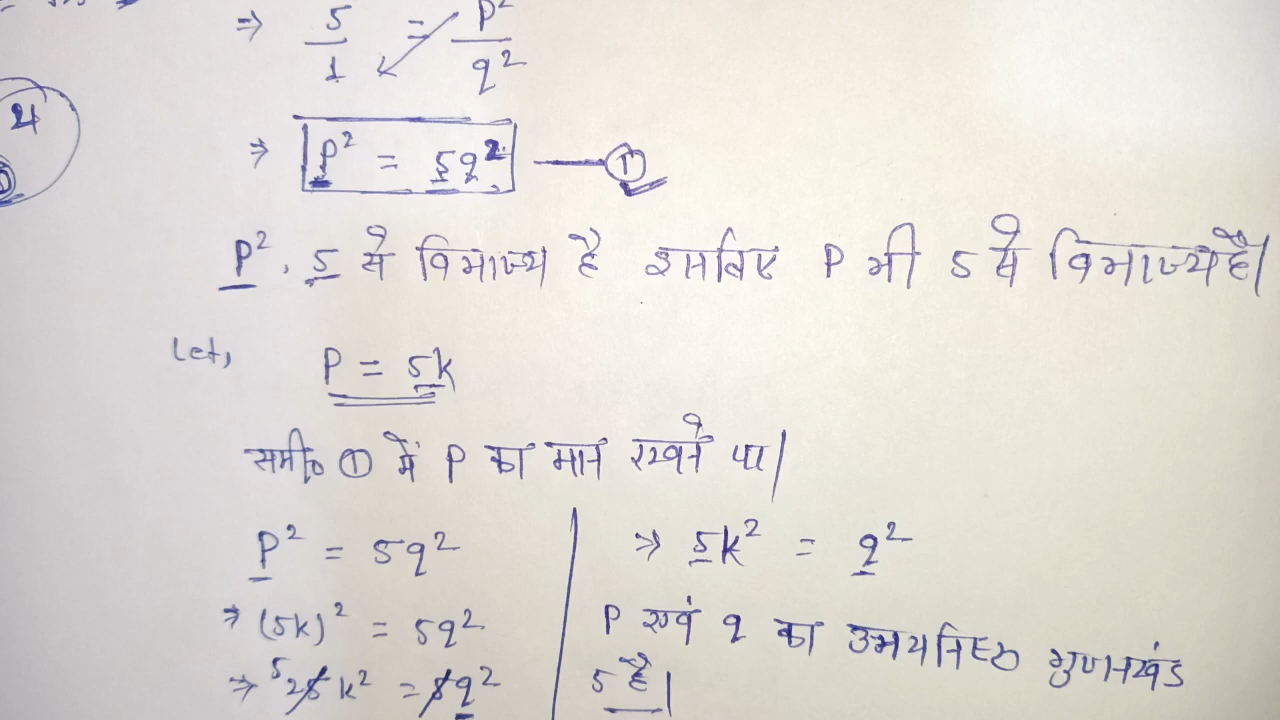 ⇒ 5/1 = P²/q²
⇒ P² = 5q² — ①
P², 5 से विभाज्य है इसलिए P भी 5 से विभाज्य है।
Let, P = 5k
समी० ① में P का मान रखने पर।
P² = 5q²
⇒ (5k)² = 5q²
⇒ 25k² = 5q²
⇒ 5k² = q²
P एवं q का उभयनिष्ठ गुणनखंड
5 है।